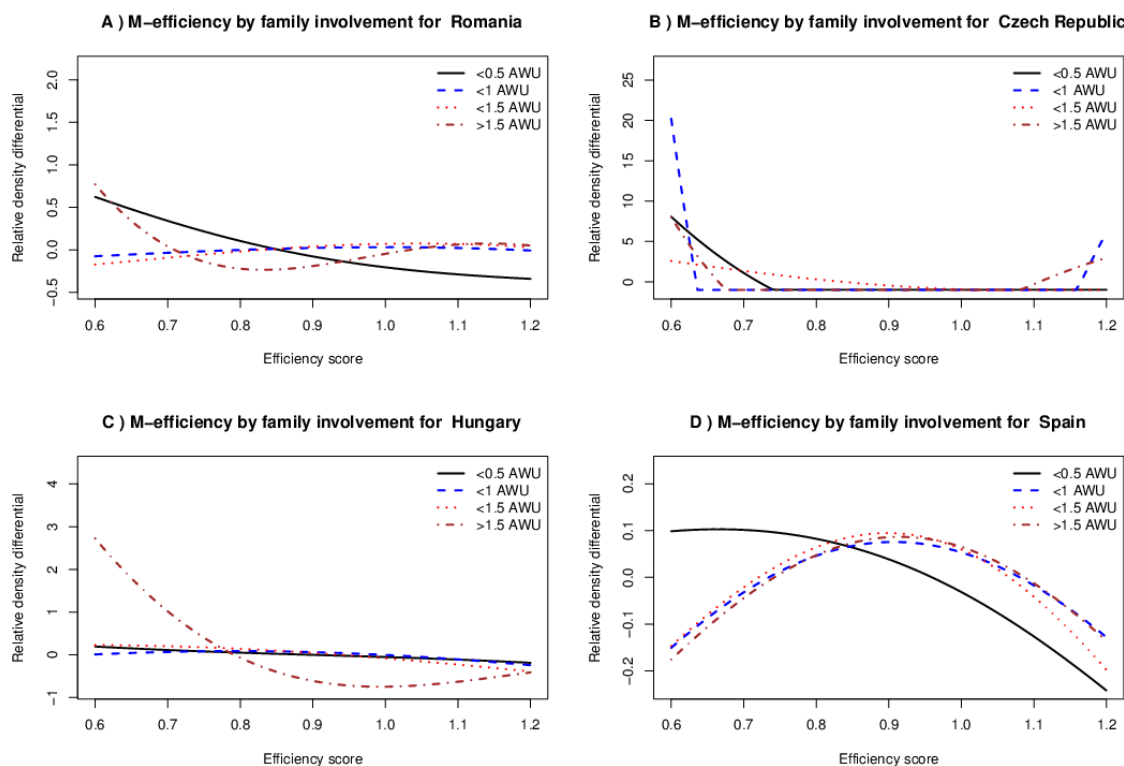 A ) M−efficiency by family involvement for  Romania
Relative density differential
2.0
1.5
1.0
0.5
0.0
−0.5
<0.5 AWU
<1 AWU
<1.5 AWU
>1.5 AWU
0.6 0.7 0.8 0.9 1.0 1.1 1.2
Efficiency score
B ) M−efficiency by family involvement for  Czech Republic
Relative density differential
25
20
15
10
5
0
<0.5 AWU
<1 AWU
<1.5 AWU
>1.5 AWU
0.6 0.7 0.8 0.9 1.0 1.1 1.2
Efficiency score
C ) M−efficiency by family involvement for  Hungary
Relative density differential
4
3
2
1
0
−1
<0.5 AWU
<1 AWU
<1.5 AWU
>1.5 AWU
0.6 0.7 0.8 0.9 1.0 1.1 1.2
Efficiency score
D ) M−efficiency by family involvement for  Spain
Relative density differential
0.2
0.1
0.0
−0.1
−0.2
<0.5 AWU
<1 AWU
<1.5 AWU
>1.5 AWU
0.6 0.7 0.8 0.9 1.0 1.1 1.2
Efficiency score